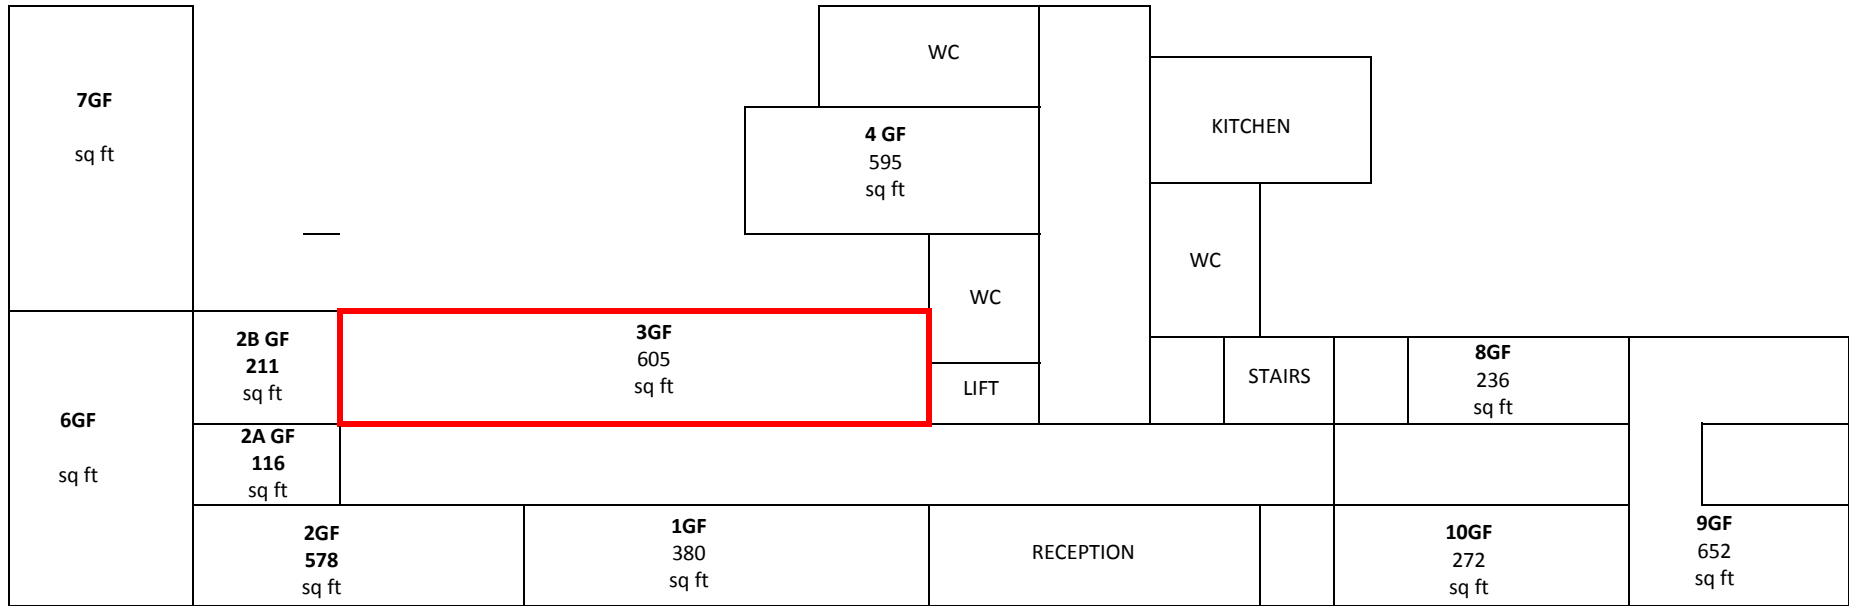 WC
7GF
sq ft
4 GF
595
sq ft
KITCHEN
WC
WC
2B GF
211
sq ft
3GF
605
sq ft
LIFT
STAIRS
8GF
236
sq ft
6GF
sq ft
2A GF
116
sq ft
2GF
578
sq ft
1GF
380
sq ft
RECEPTION
10GF
272
sq ft
9GF
652
sq ft